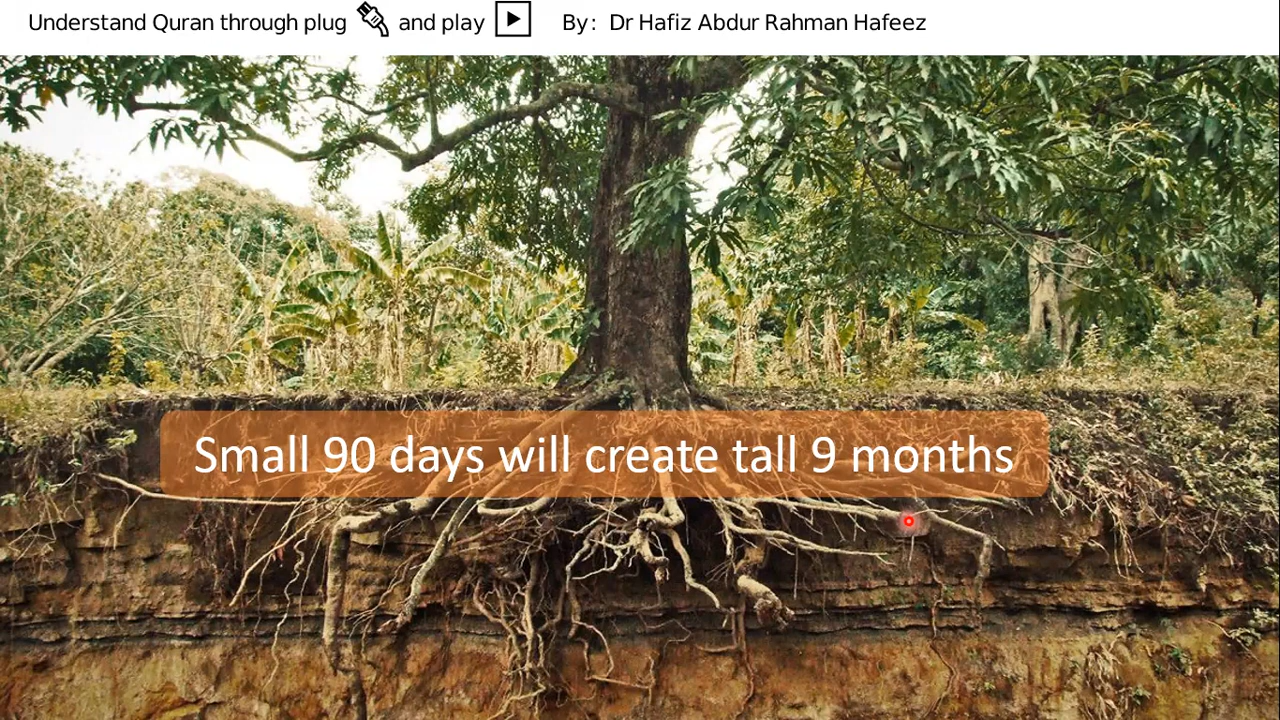 Understand Quran through plug and play By: Dr Hafiz Abdur Rahman Hafeez
Small 90 days will create tall 9 months